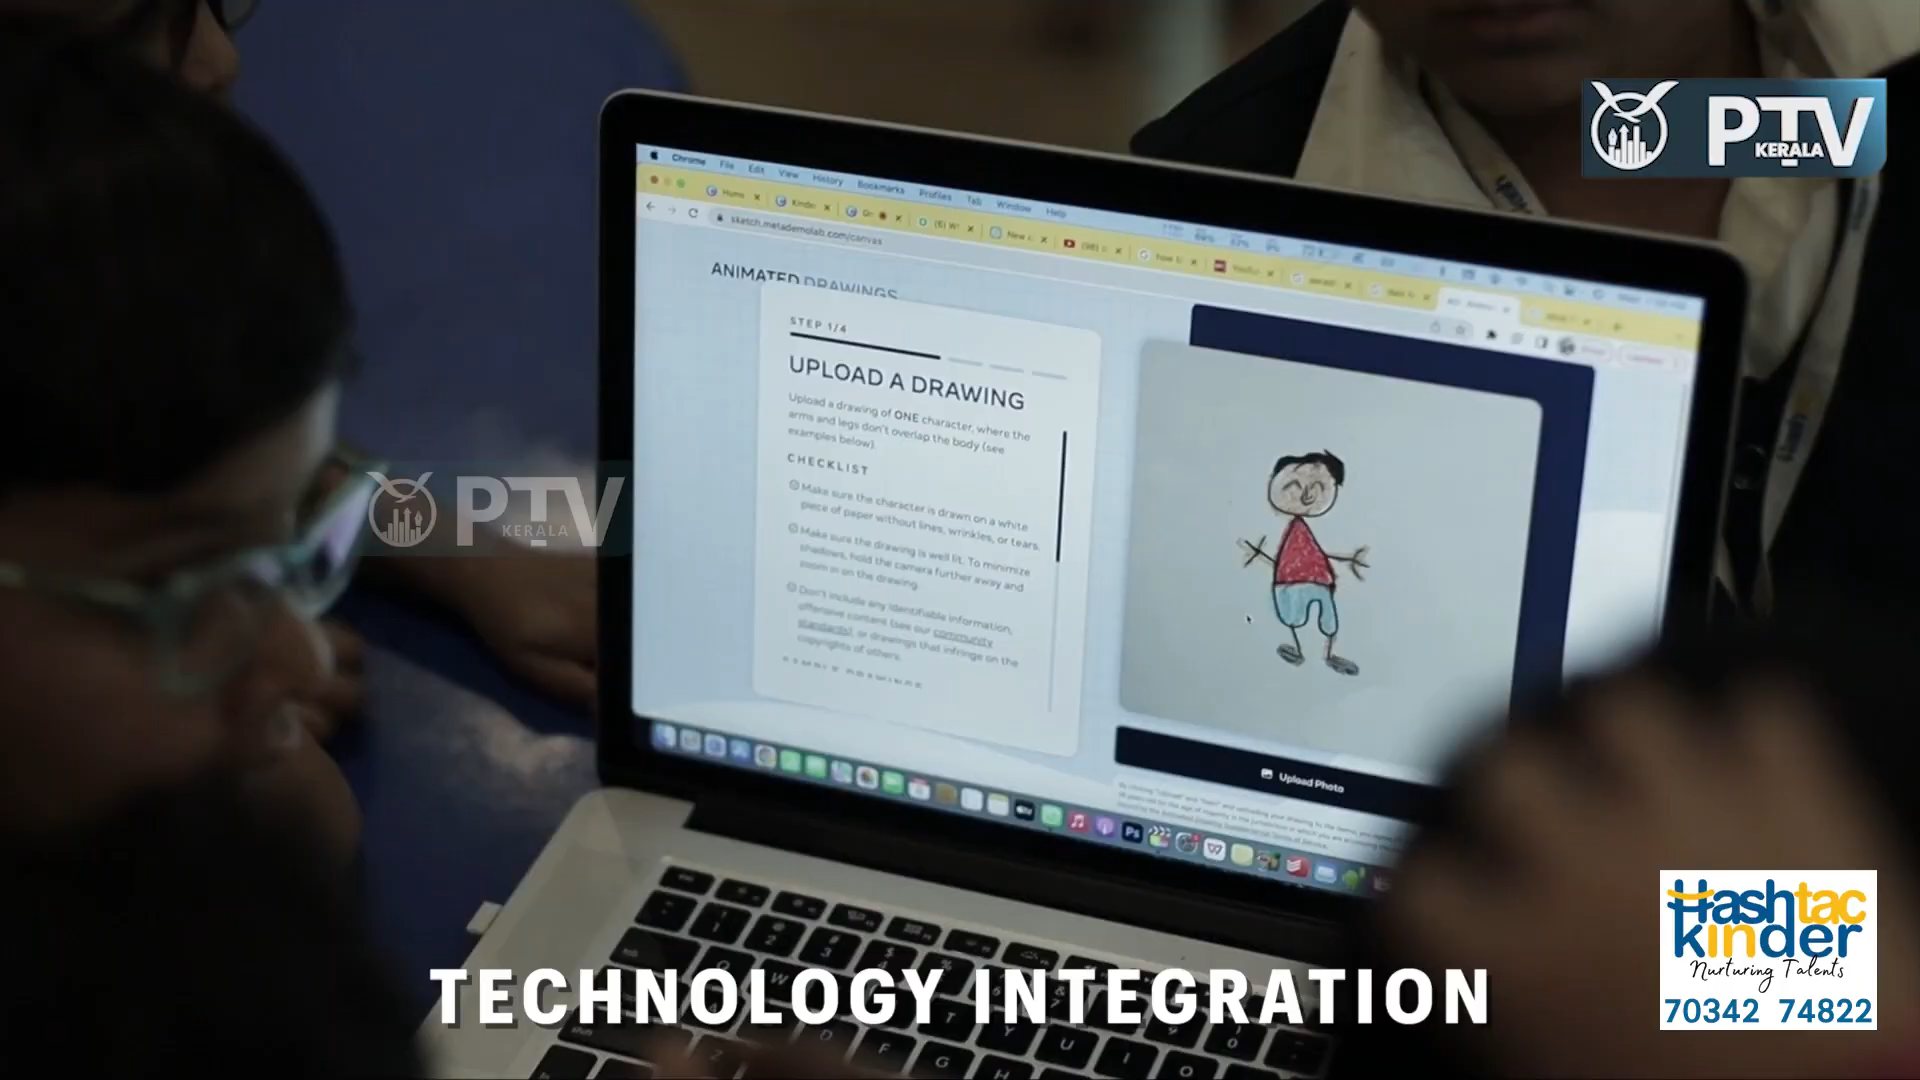 PTV
KERALA
Chrome File Edit View History Bookmarks Profiles Tab Window Help
Home
sketch.metademolab.com/canvas
ANIMATED DRAWINGS
STEP 1/4
UPLOAD A DRAWING
Upload a drawing of ONE character, where the
arms and legs don't overlap the body (see
examples below).
CHECKLIST
Make sure the character is drawn on a white
piece of paper without lines, wrinkles, or tears.
Make sure the drawing is well lit. To minimize
shadows, hold the camera further away and
zoom in on the drawing.
Don't include any identifiable information,
offensive content (see our community
standards), or drawings that infringe on the
copyrights of others.
Upload Photo
PTV
KERALA
TECHNOLOGY INTEGRATION
Hashtac
kinder
Nurturing Talents
70342 74822